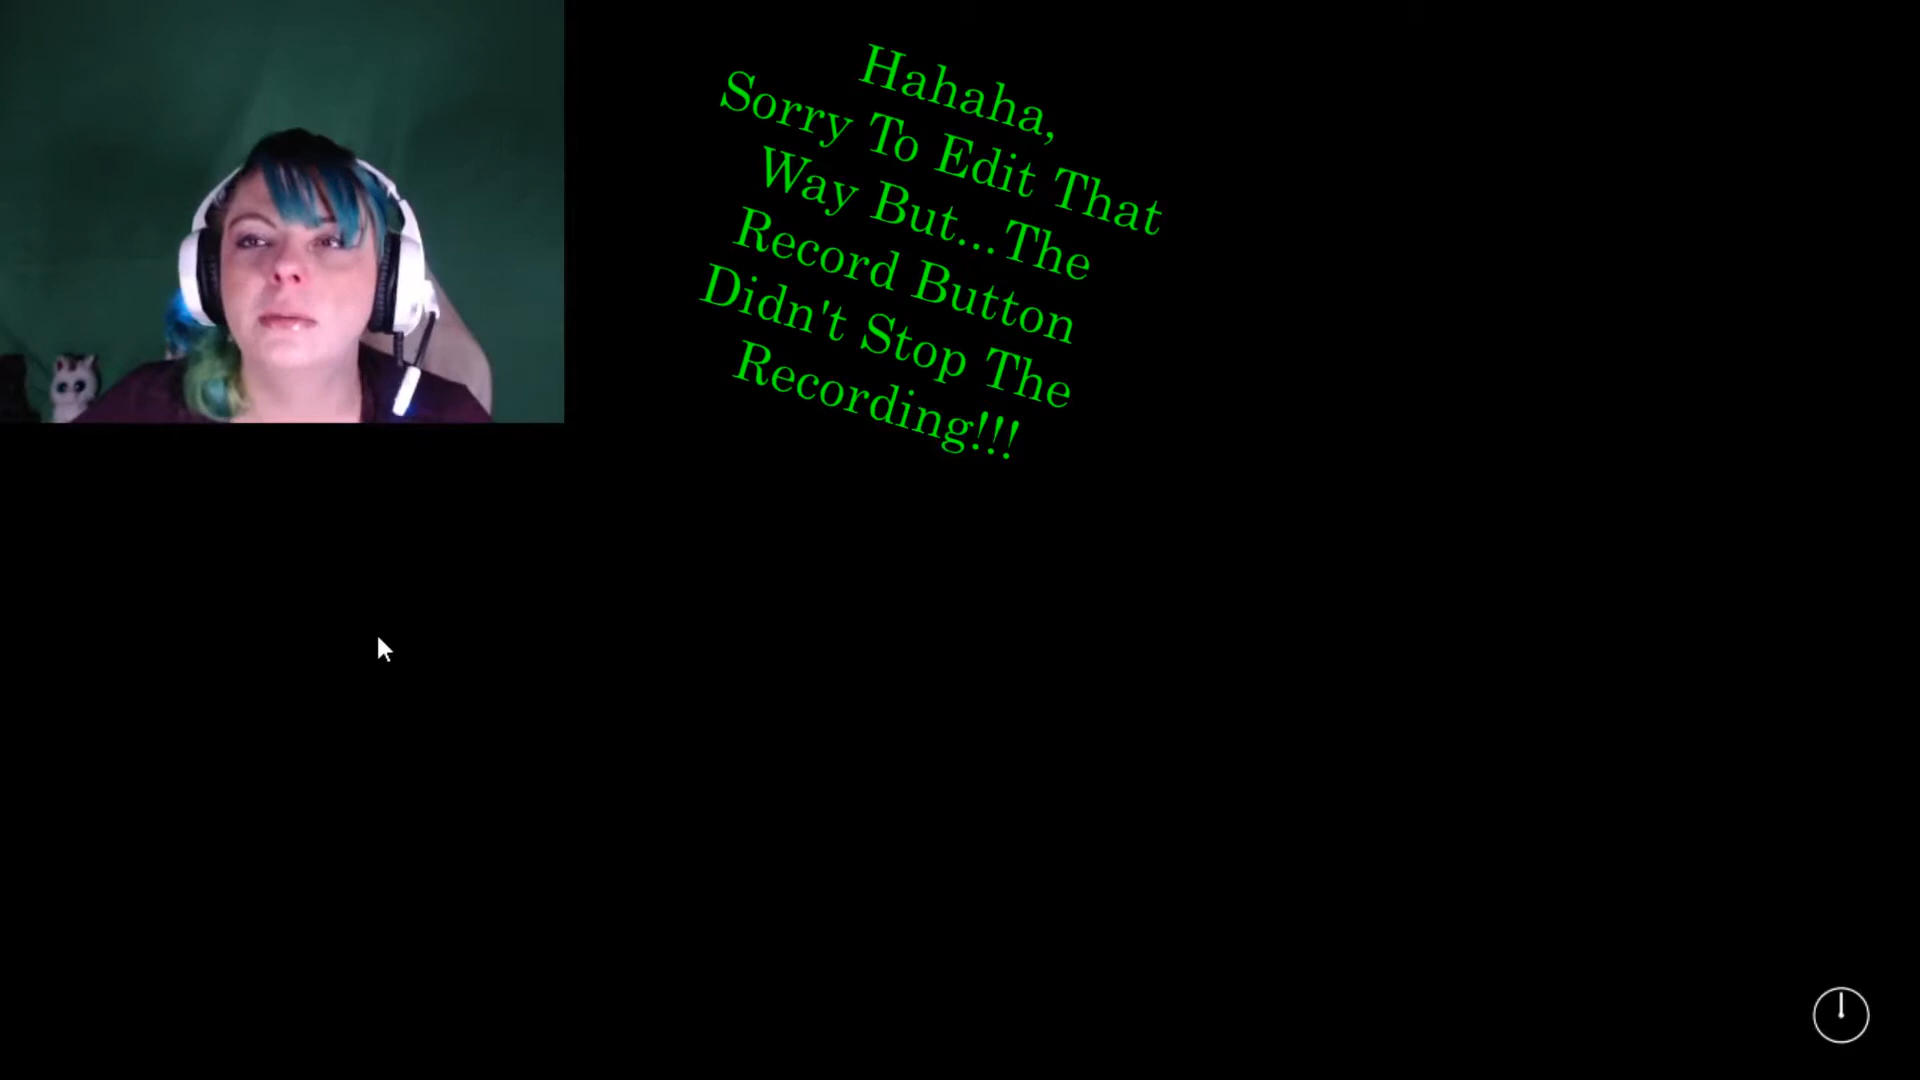 Hahaha,
Sorry To Edit That
Way But...The
Record Button
Didn't Stop The
Recording!!!